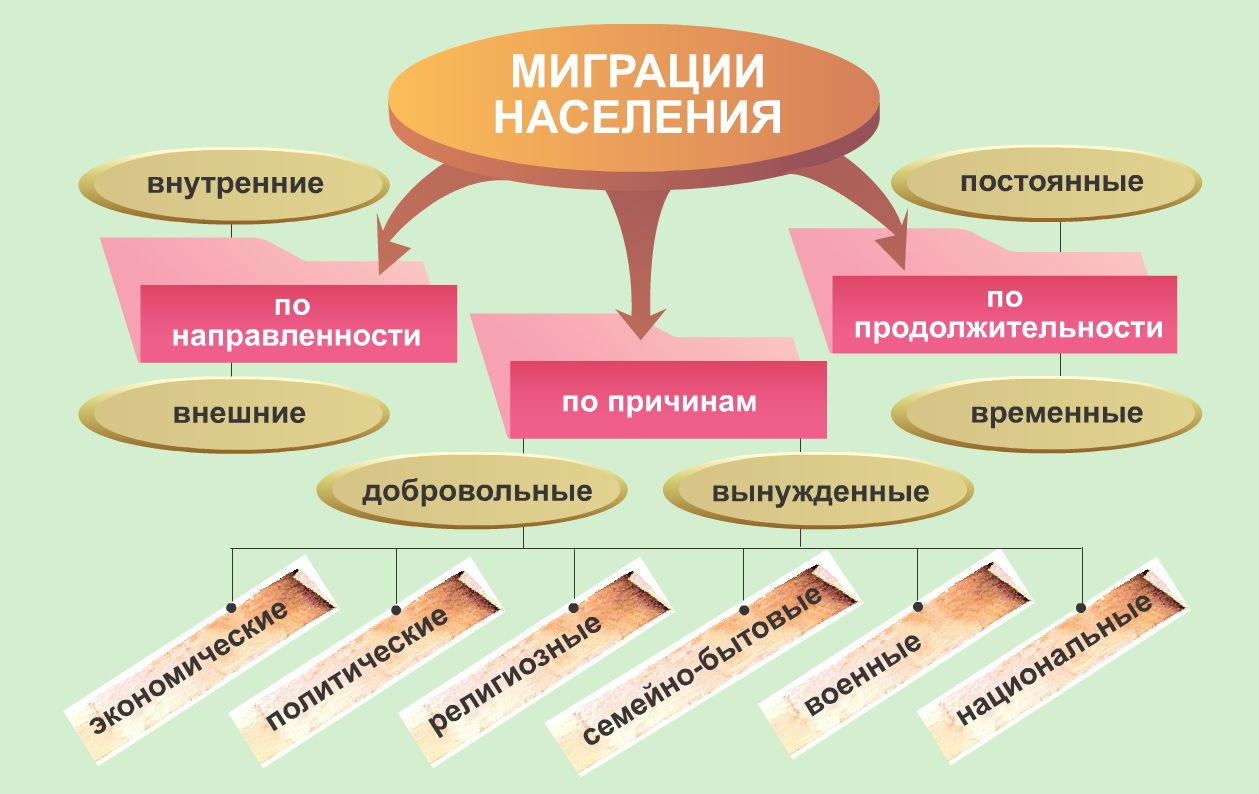 МИГРАЦИИ
НАСЕЛЕНИЯ
внутренние
по
направленности
внешние
по причинам
добровольные
вынужденные
постоянные
по
продолжительности
временные
экономические
политические
религиозные
семейно-бытовые
военные
национальные